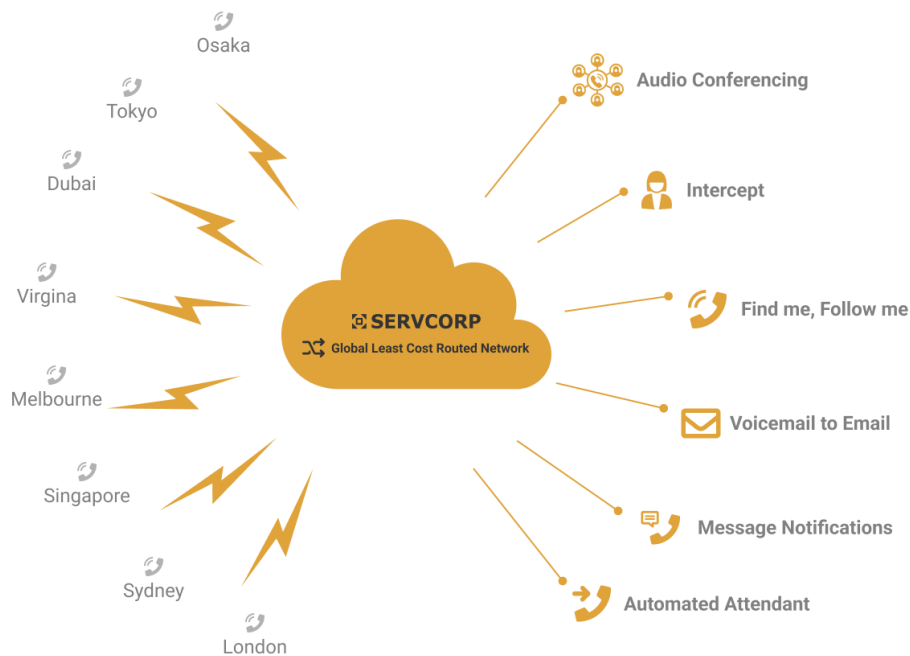 Osaka
Tokyo
Dubai
Virgina
Melbourne
Singapore
Sydney
London
SERVCORP
Global Least Cost Routed Network
Audio Conferencing
Intercept
Find me, Follow me
Voicemail to Email
Message Notifications
Automated Attendant